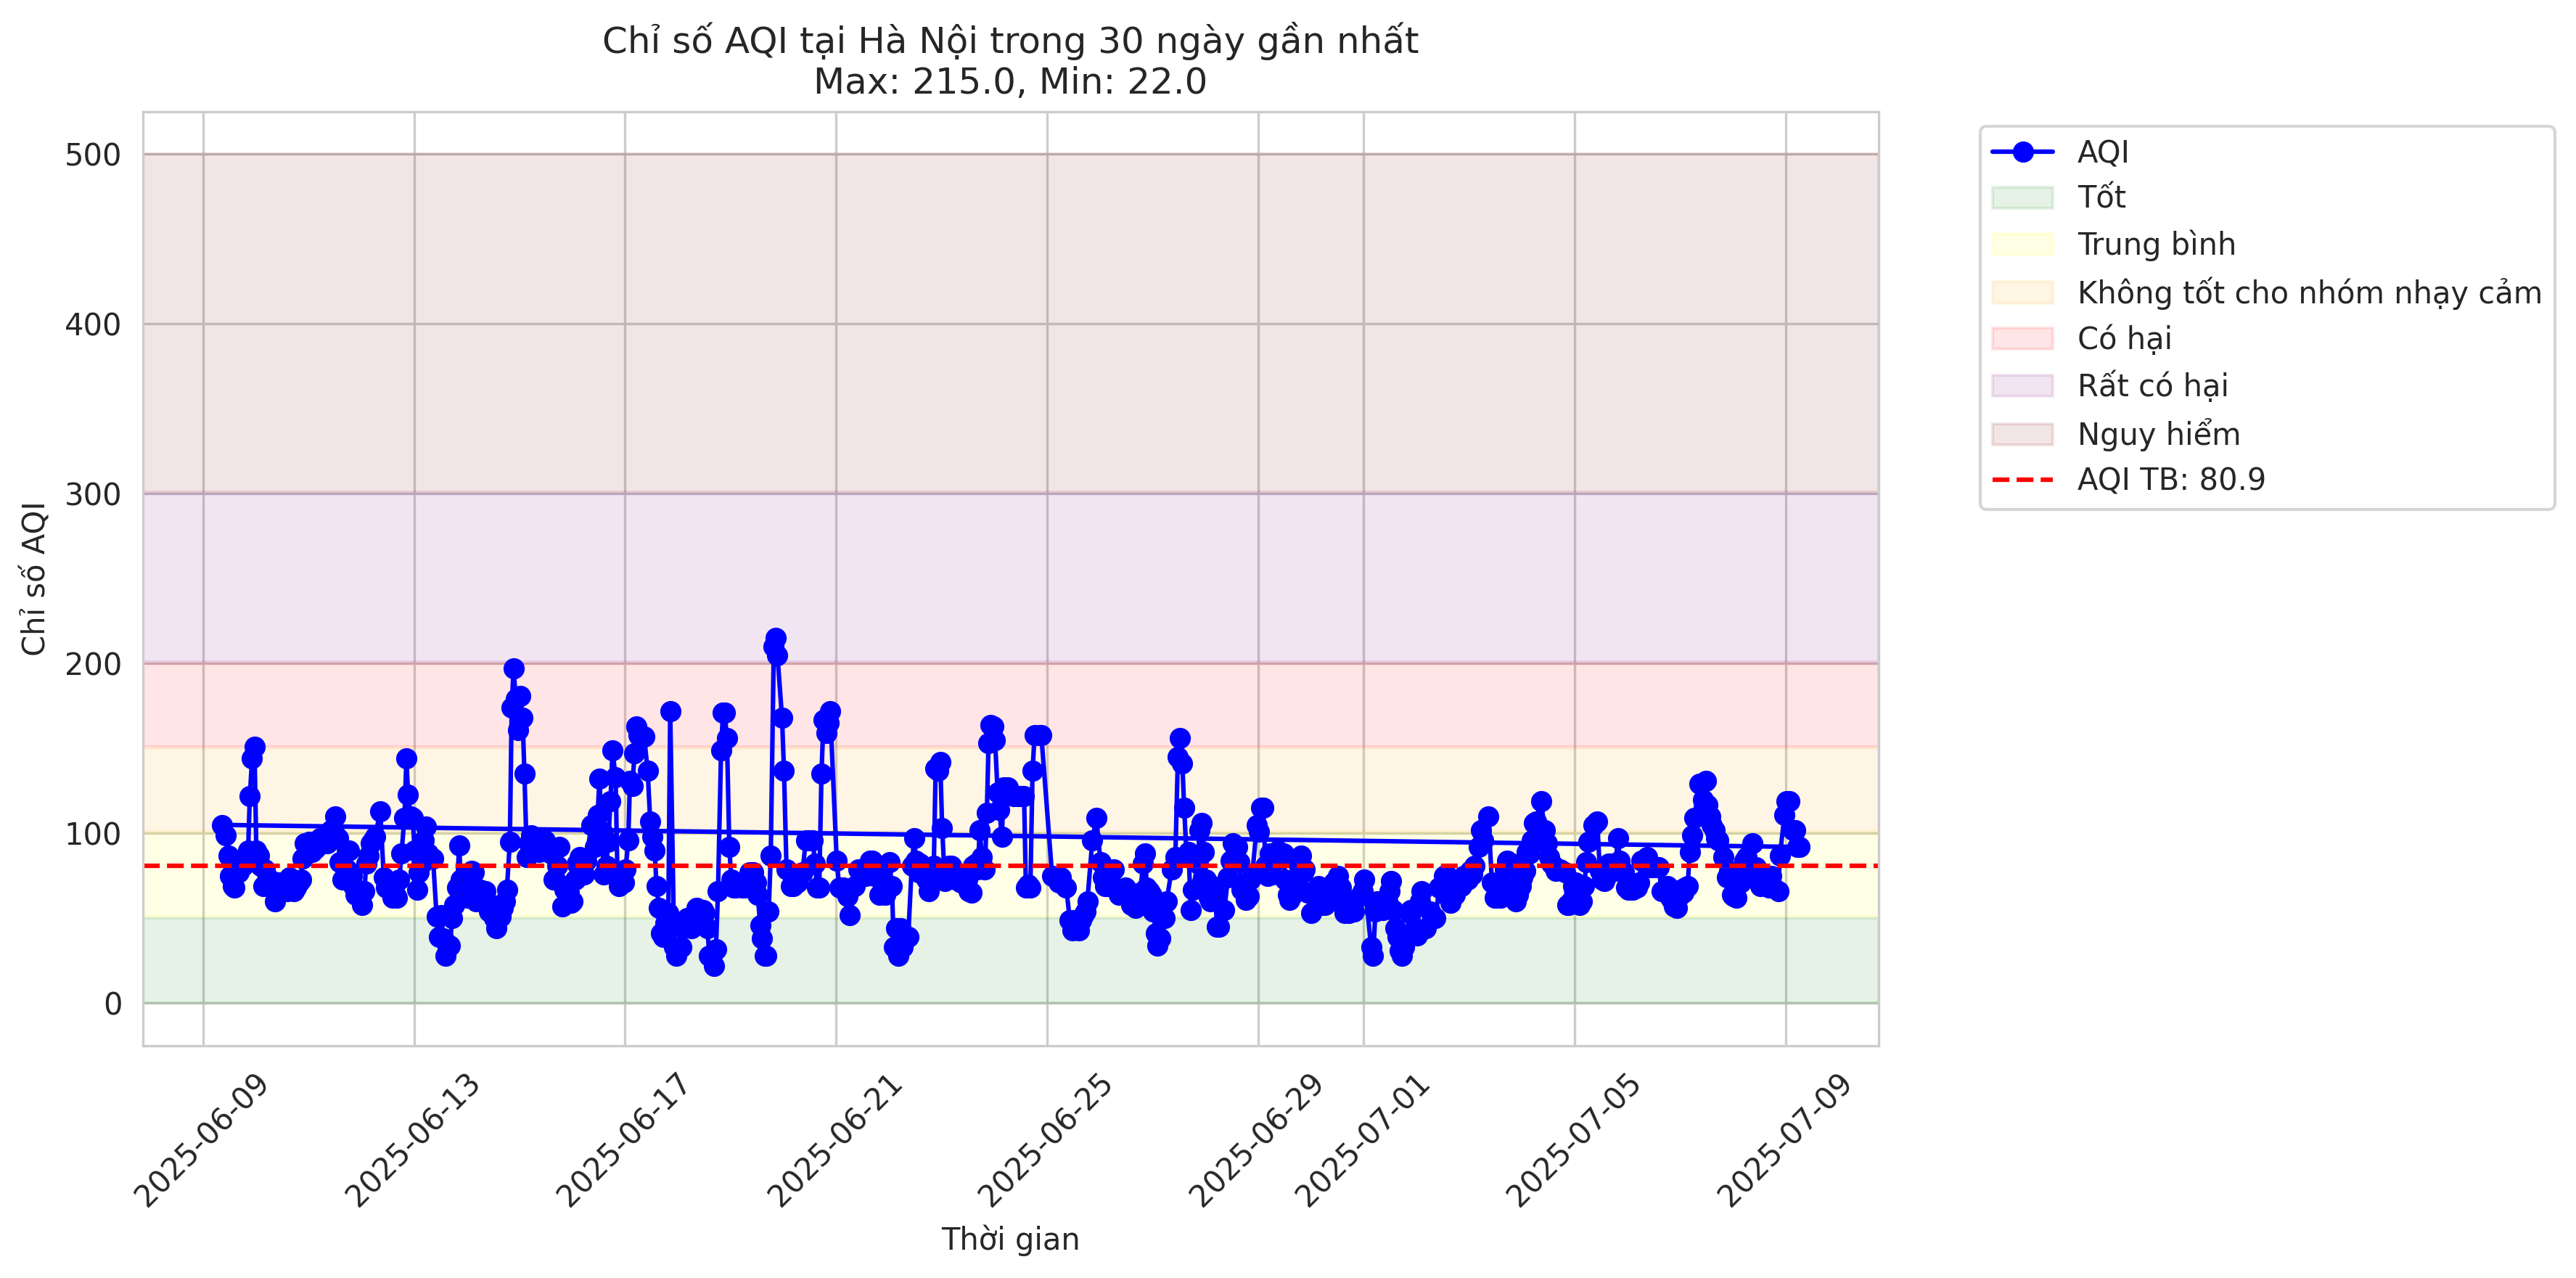 Chỉ số AQI tại Hà Nội trong 30 ngày gần nhất
Max: 215.0, Min: 22.0
Chỉ số AQI
500
400
300
200
100
0
2025-06-09
2025-06-13
2025-06-17
2025-06-21
2025-06-25
2025-06-29
2025-07-01
2025-07-05
2025-07-09
Thời gian
AQI
Tốt
Trung bình
Không tốt cho nhóm nhạy cảm
Có hại
Rất có hại
Nguy hiểm
AQI TB: 80.9